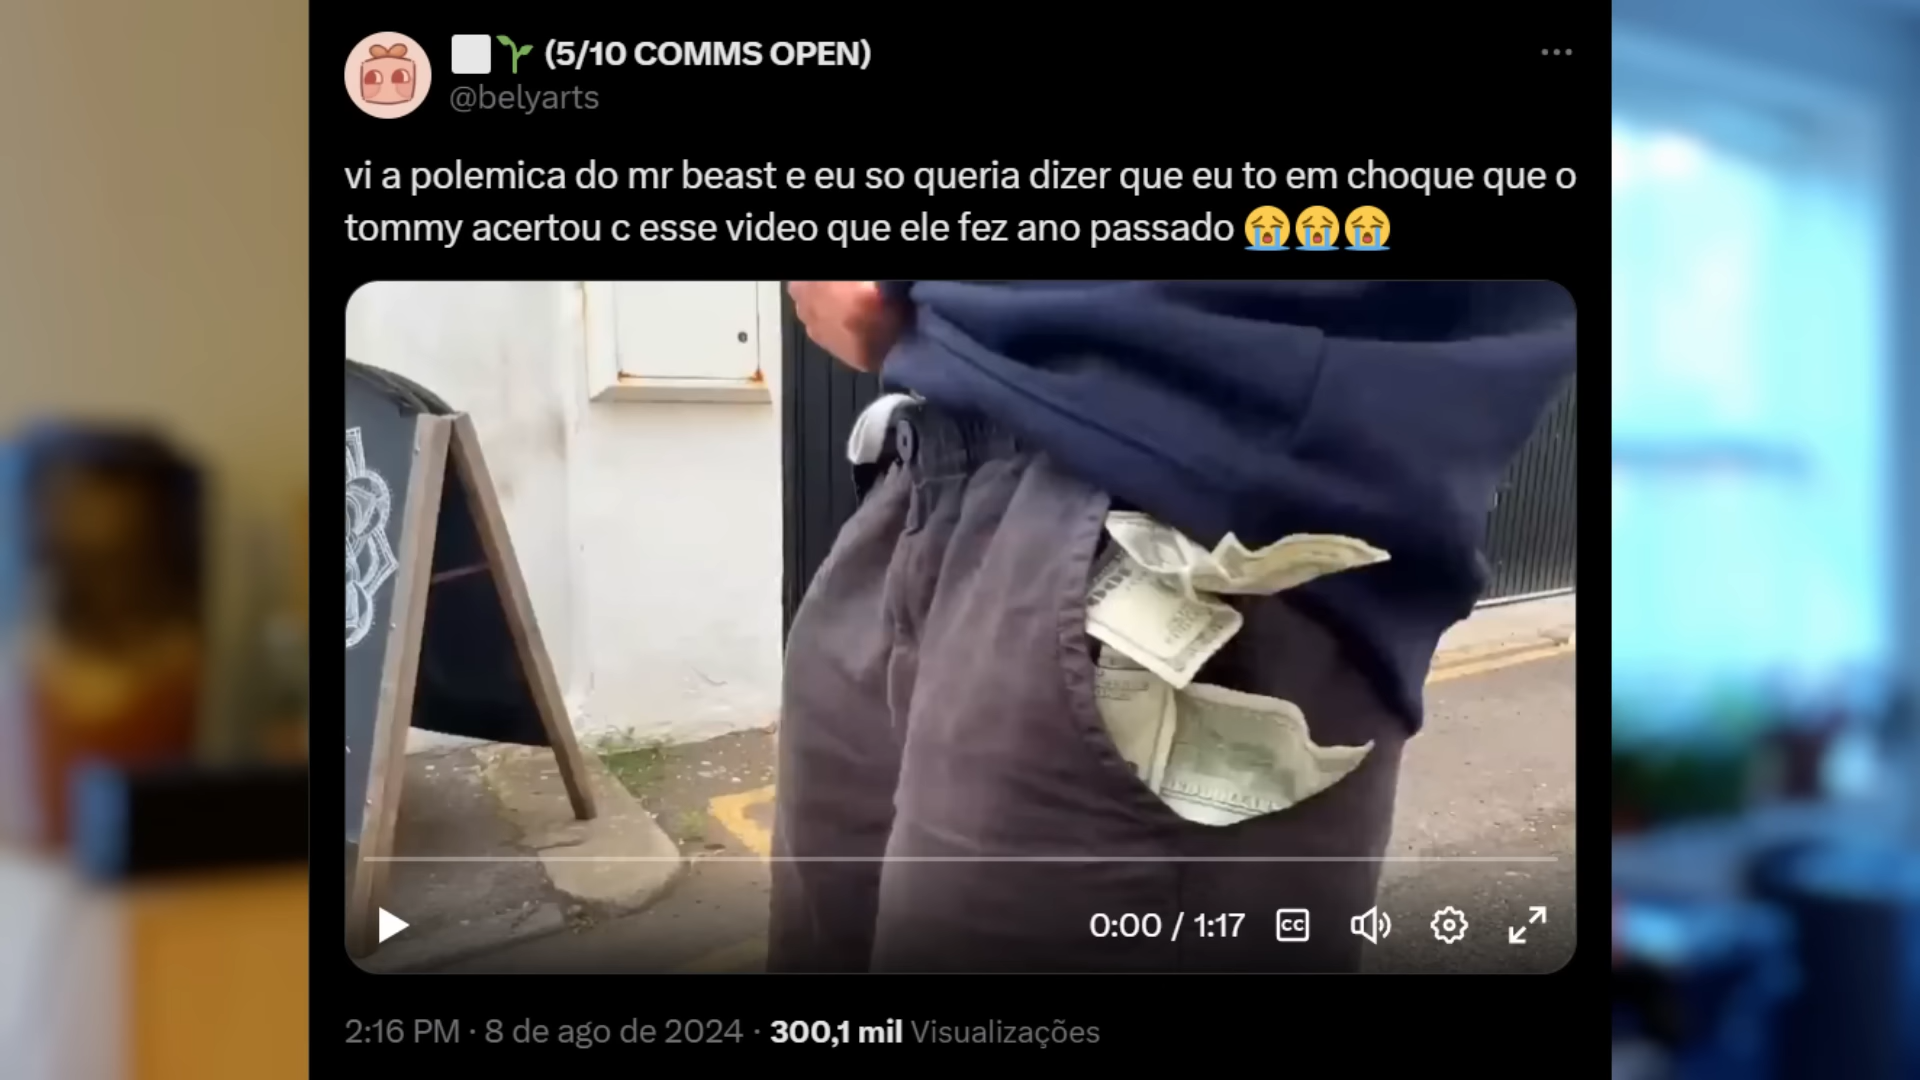 (5/10 COMMS OPEN)
@belyarts
vi a polemica do mr beast e eu so queria dizer que eu to em choque que o
tommy acertou c esse video que ele fez ano passado 😭😭😭
0:00 / 1:17
CC
2:16 PM · 8 de ago de 2024 · 300,1 mil Visualizações